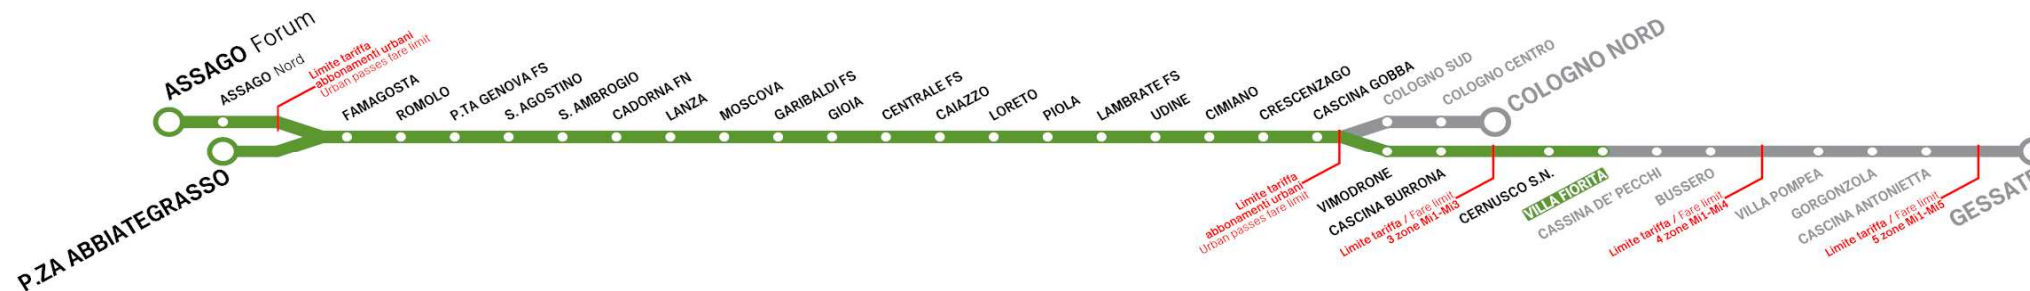 ASSAGO Forum
ASSAGO Nord
Limite tariffa
abbonamenti urbani
Urban passes fare limit
P.ZA ABBIATEGRASSO
FAMAGOSTA
ROMOLO
P.TA GENOVA FS
S. AGOSTINO
S. AMBROGIO
CADORNA FN
LANZA
MOSCOVA
GARIBALDI FS
GIOIA
CENTRALE FS
CAIAZZO
LORETO
PIOLA
LAMBRATE FS
UDINE
CIMIANO
CRESCENZAGO
CASCINA GOBBA
COLOGNO SUD
COLOGNO CENTRO
COLOGNO NORD
Limite tariffa
abbonamenti urbani
Urban passes fare limit
VIMODRONE
CASCINA BURRONA
Limite tariffa / Fare limit
3 zone Mi1-Mi3
CERNUSCO S.N.
VILLA FIORITA
CASSINA DE' PECCHI
BUSSERO
Limite tariffa / Fare limit
4 zone Mi1-Mi4
VILLA POMPEA
GORGONZOLA
CASCINA ANTONIETTA
Limite tariffa / Fare limit
5 zone Mi1-Mi5
GESSATE